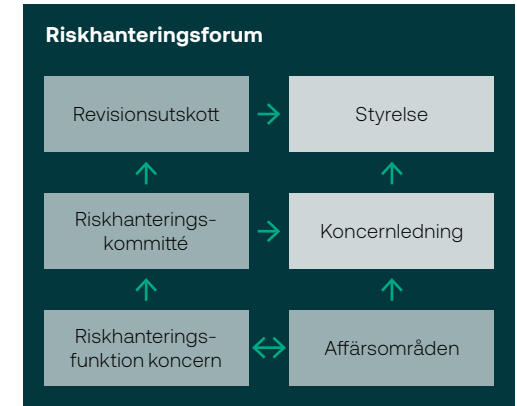 Riskhanteringsforum
Revisionsutskott
Styrelse
Riskhanterings-
kommitté
Koncernledning
Riskhanterings-
funktion koncern
Affärsområden